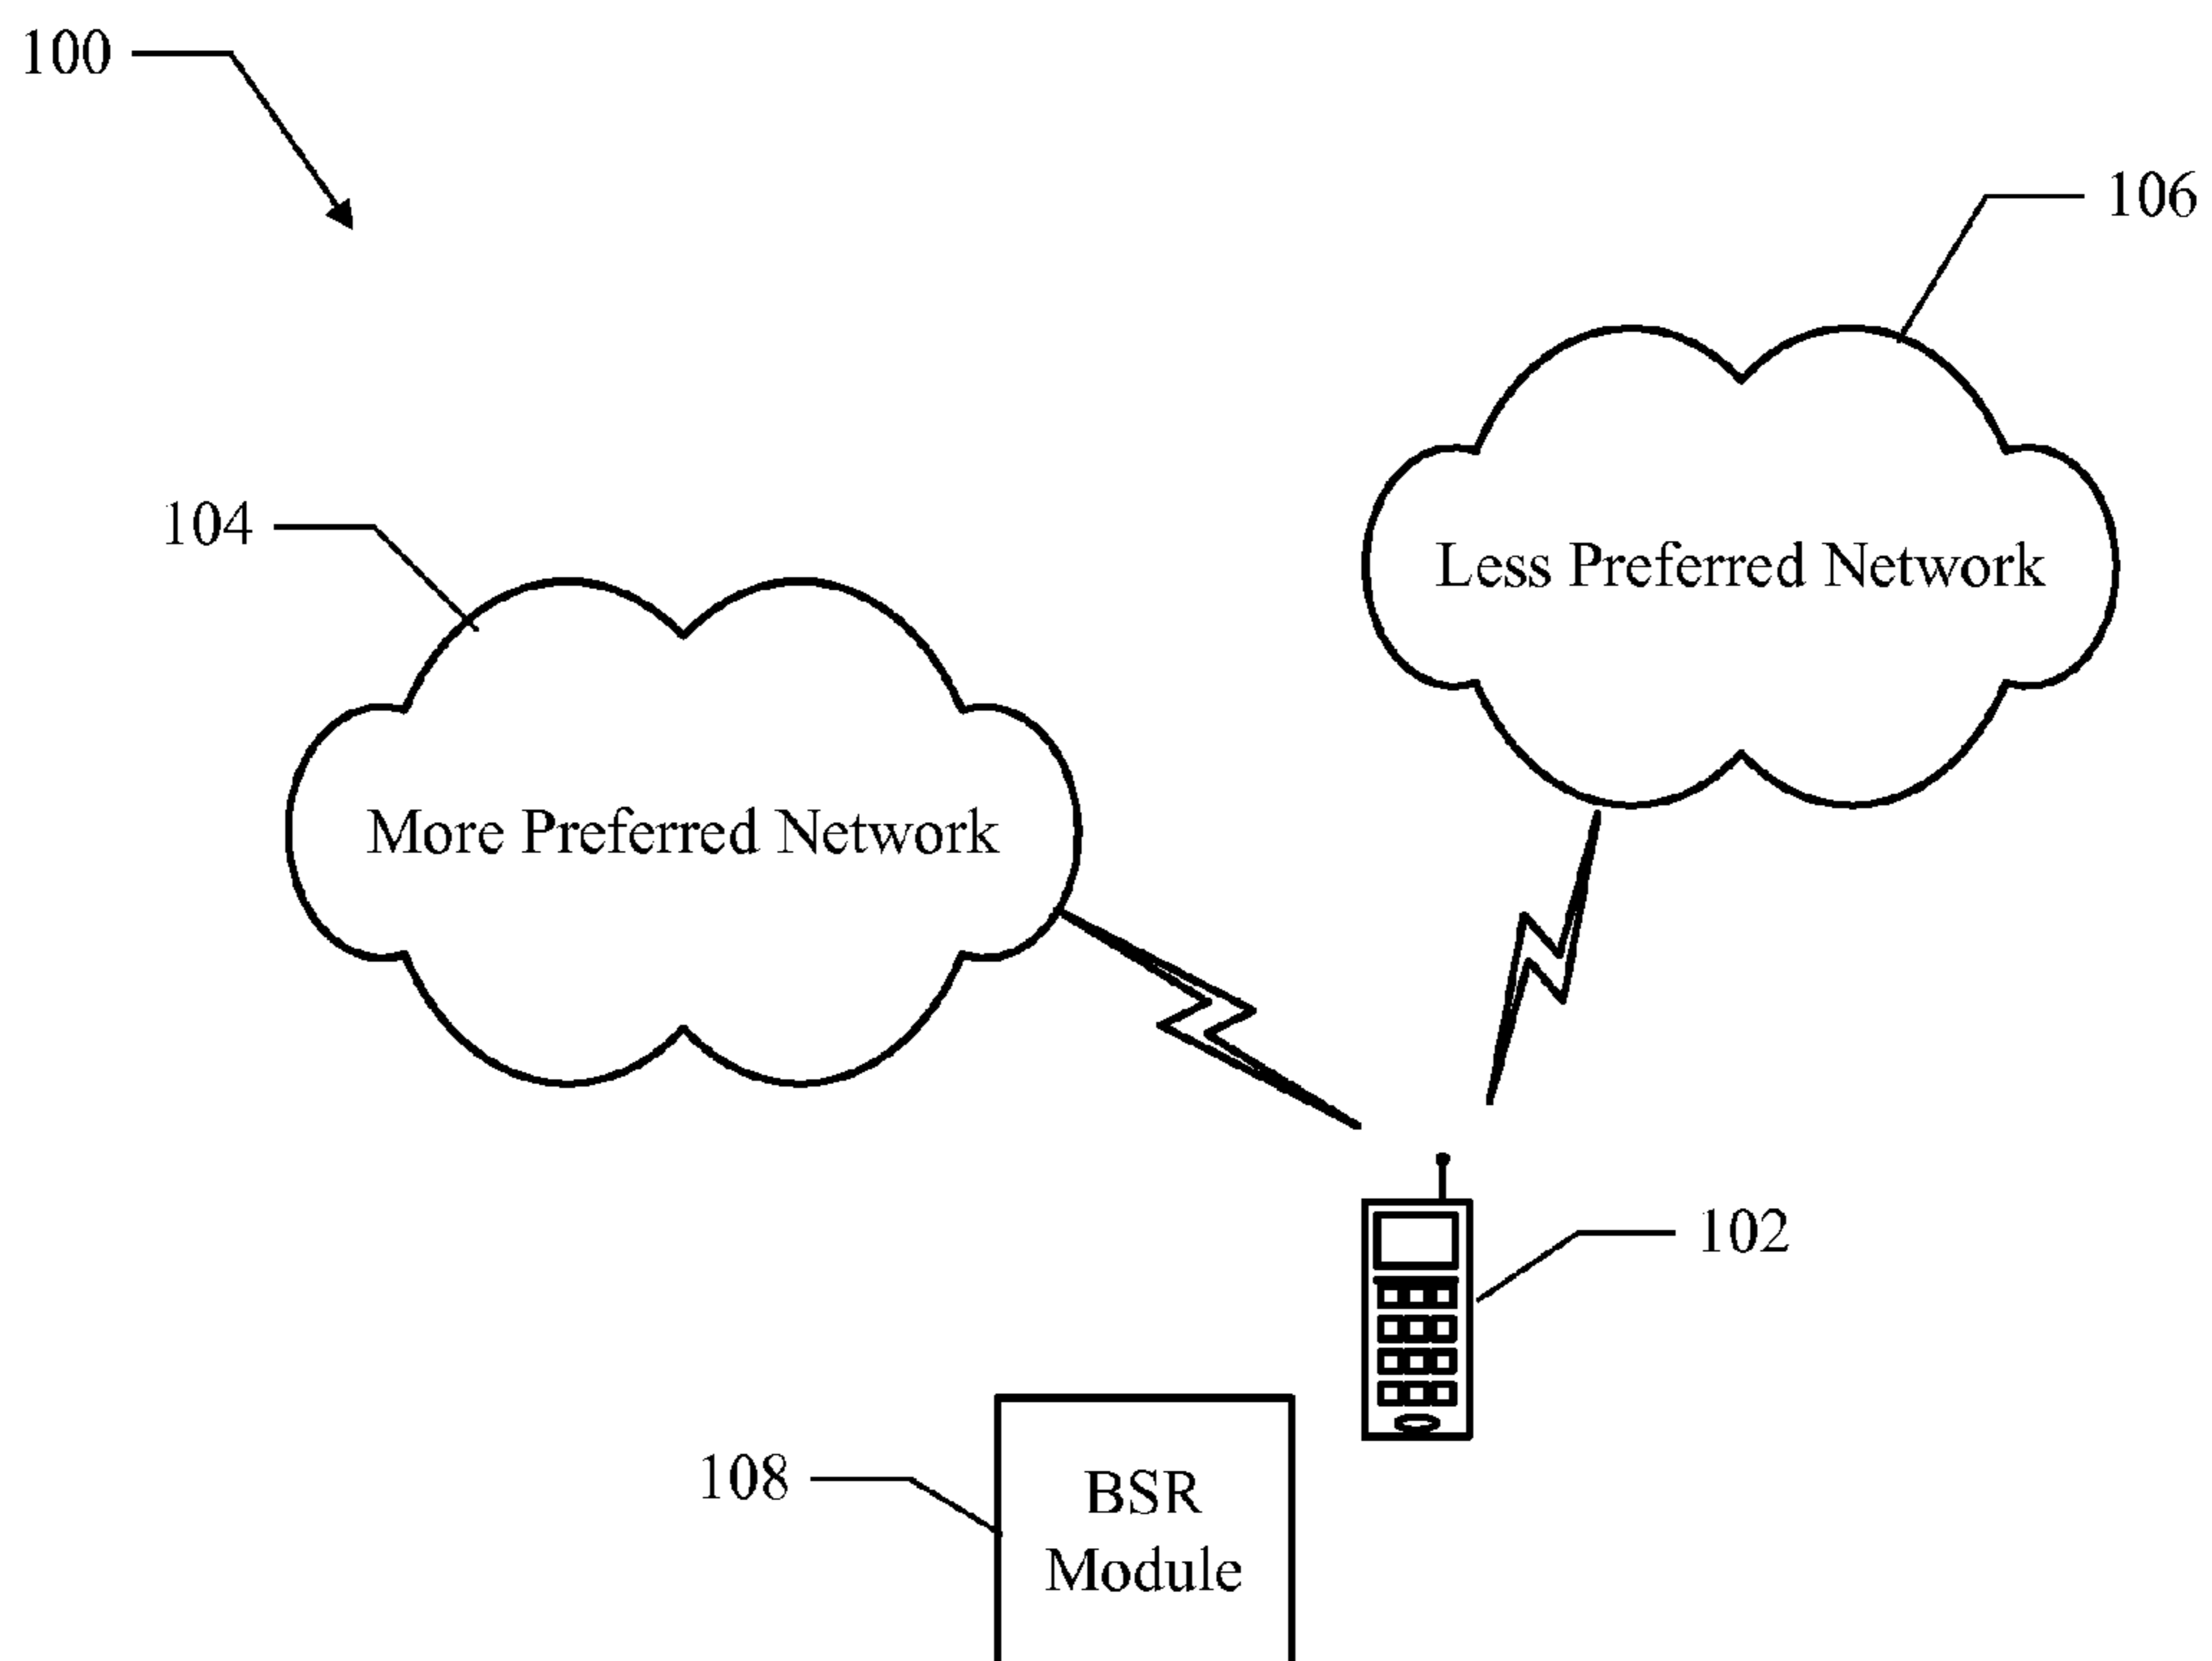 100
106
104
Less Preferred Network
More Preferred Network
102
108
BSR
Module